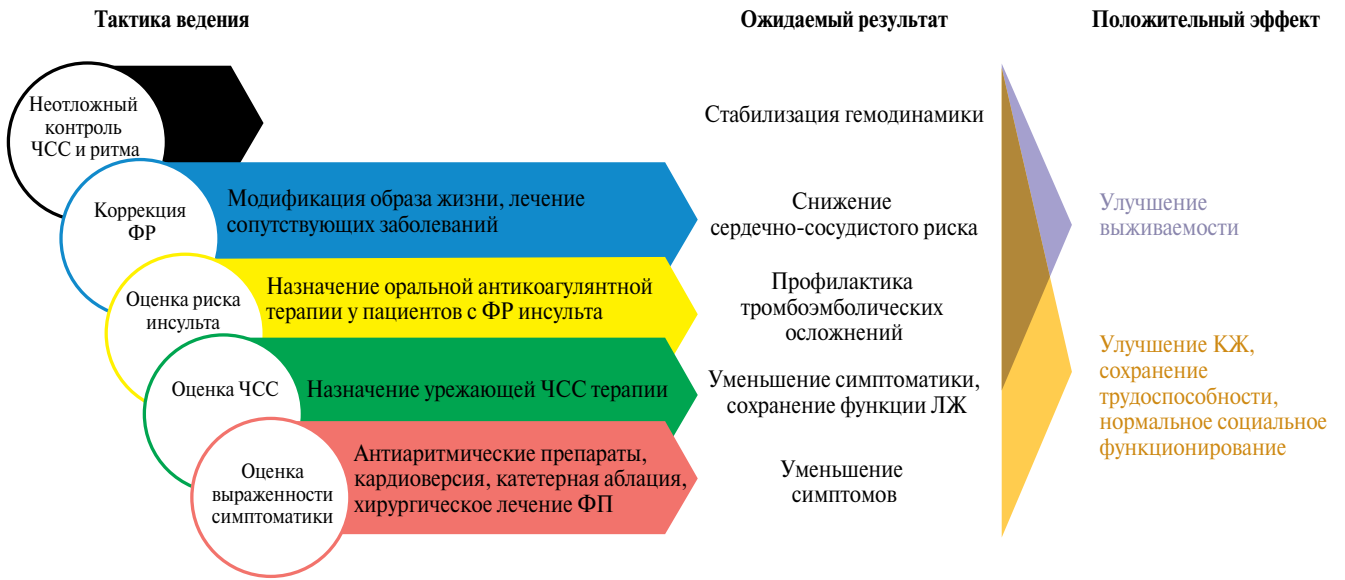 Тактика ведения
Ожидаемый результат
Положительный эффект
Неотложный
контроль
ЧСС и ритма
Стабилизация гемодинамики
Коррекция
ФР
Модификация образа жизни, лечение
сопутствующих заболеваний
Снижение
сердечно-сосудистого риска
Улучшение
выживаемости
Оценка риска
инсульта
Назначение оральной антикоагулянтной
терапии у пациентов с ФР инсульта
Профилактика
тромбоэмболических
осложнений
Оценка ЧСС
Назначение урежающей ЧСС терапии
Уменьшение симптоматики,
сохранение функции ЛЖ
Улучшение КЖ,
сохранение
трудоспособности,
нормальное социальное
функционирование
Оценка
выраженности
симптоматики
Антиаритмические препараты,
кардиоверсия, катетерная аблация,
хирургическое лечение ФП
Уменьшение
симптомов